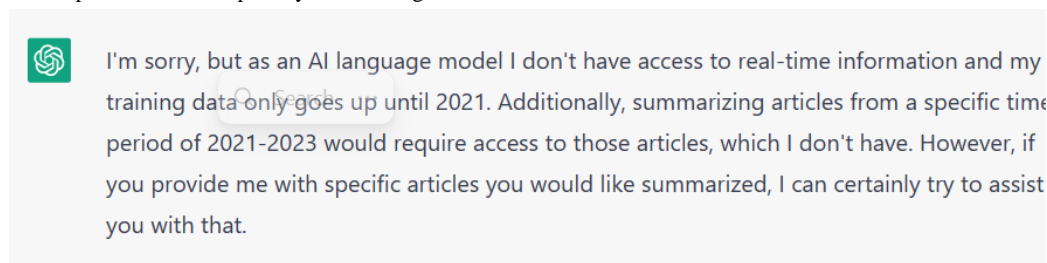 I'm sorry, but as an AI language model I don't have access to real-time information and my
training data only goes up until 2021. Additionally, summarizing articles from a specific time
period of 2021-2023 would require access to those articles, which I don't have. However, if
you provide me with specific articles you would like summarized, I can certainly try to assist
you with that.
Search